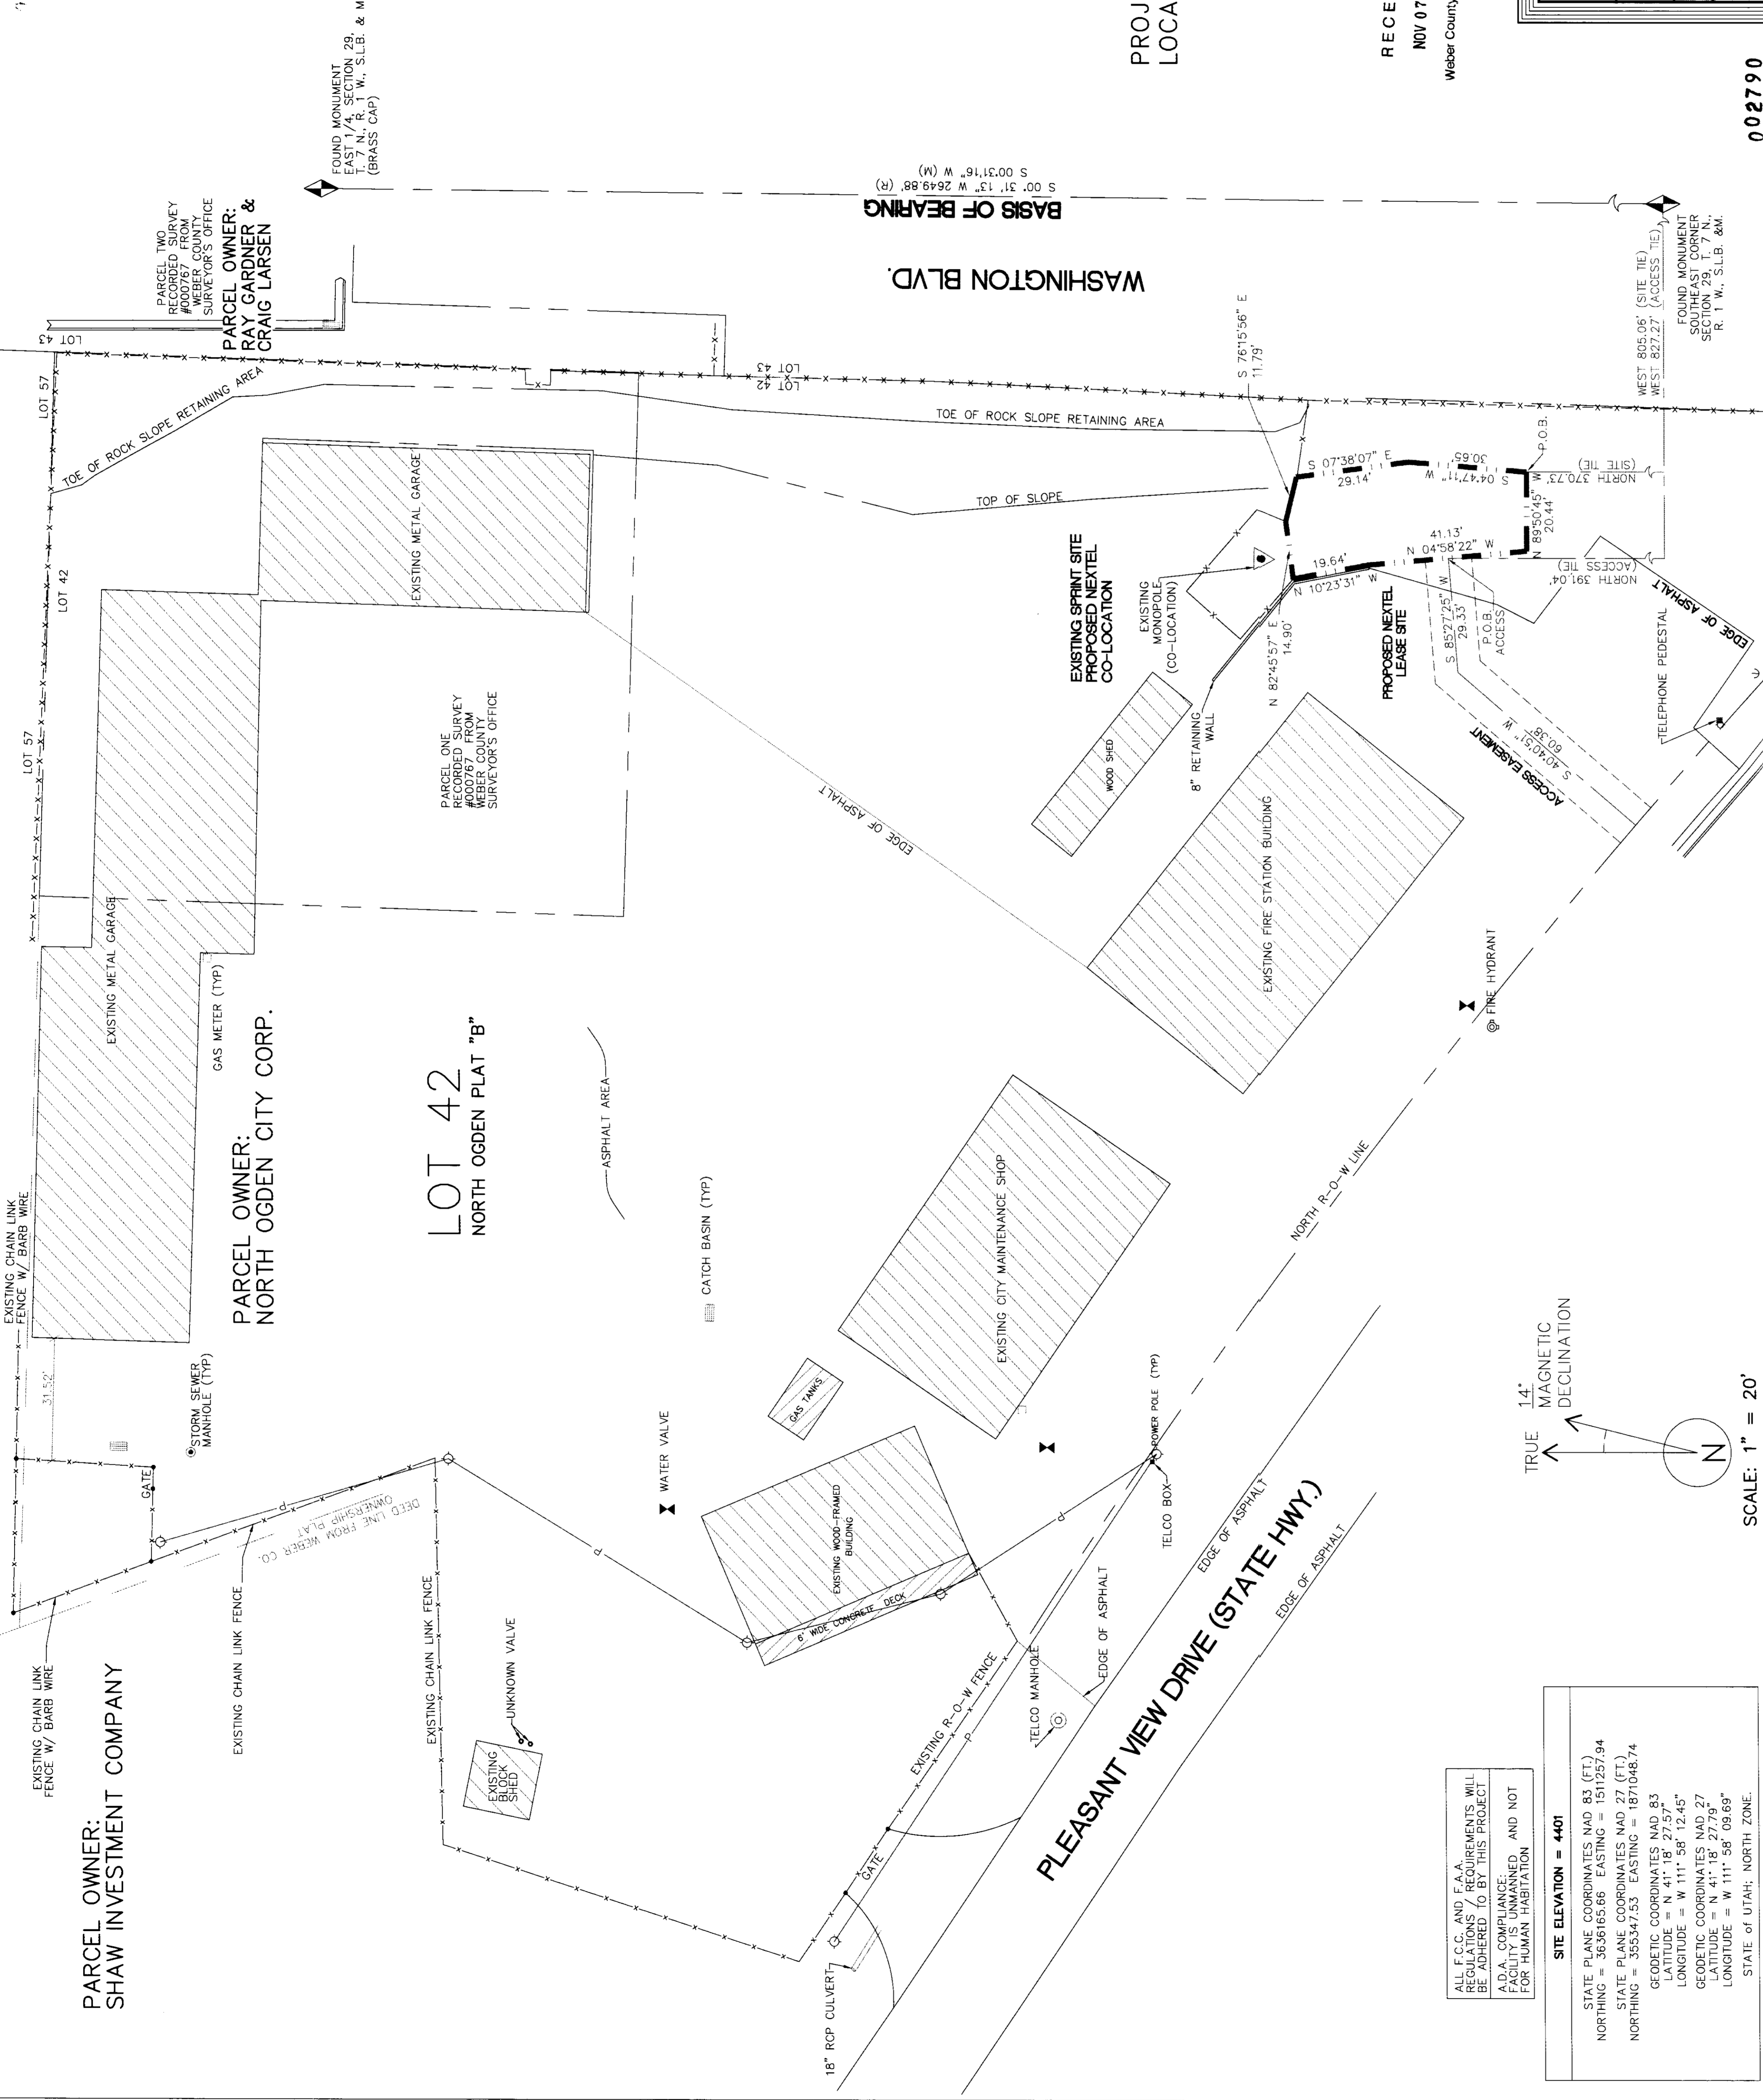 EXISTING CHAIN LINK
FENCE W/ BARB WIRE
PARCEL OWNER:
SHAW INVESTMENT COMPANY
EXISTING CHAIN LINK
FENCE W/ BARB WIRE
31.52'
GATE
STORM SEWER
MANHOLE (TYP)
P
DEED LINE FROM WEBER CO.
OWNERSHIP PLAT
EXISTING CHAIN LINK FENCE
EXISTING CHAIN LINK FENCE
EXISTING
BLOCK
SHED
UNKNOWN VALVE
P
WATER VALVE
EXISTING WOOD-FRAMED
BUILDING
6' WIDE CONCRETE DECK
GAS TANKS
P
EXISTING R-O-W FENCE
P
GATE
18" RCP CULVERT
TELCO MANHOLE
EDGE OF ASPHALT
TELCO BOX
POWER POLE (TYP)
EDGE OF ASPHALT
PLEASANT VIEW DRIVE (STATE HWY.)
EDGE OF ASPHALT
EXISTING METAL GARAGE
GAS METER (TYP)
PARCEL OWNER:
NORTH OGDEN CITY CORP.
LOT 42
NORTH OGDEN PLAT "B"
ASPHALT AREA
CATCH BASIN (TYP)
EXISTING CITY MAINTENANCE SHOP
NORTH R-O-W LINE
FIRE HYDRANT
LOT 57
LOT 42
LOT 57
LOT 43
TOE OF ROCK SLOPE RETAINING AREA
EXISTING METAL GARAGE
PARCEL ONE
RECORDED SURVEY
#000767 FROM
WEBER COUNTY
SURVEYOR'S OFFICE
EDGE OF ASPHALT
LOT 43
LOT 42
TOE OF ROCK SLOPE RETAINING AREA
TOP OF SLOPE
EXISTING SPRINT SITE
PROPOSED NEXTEL
CO-LOCATION
EXISTING
MONOPOLE
(CO-LOCATION)
WOOD SHED
8" RETAINING
WALL
EXISTING FIRE STATION BUILDING
N 82°45'57" E
14.90'
S 76°15'56" E
11.79'
S 07°38'07" E
29.14'
S 04°47'11" W
30.65'
N 89°50'45" W
20.44'
N 04°58'22" W
41.13'
N 10°23'31" W
19.64'
PROPOSED NEXTEL
LEASE SITE
S 85°27'25" W
29.33'
P.O.B.
ACCESS
S 40°40'51" W
60.38'
ACCESS EASEMENT
P.O.B.
NORTH 370.73'
(SITE TIE)
NORTH 391.04'
(ACCESS TIE)
EDGE OF ASPHALT
TELEPHONE PEDESTAL
WEST 805.06' (SITE TIE)
WEST 827.27' (ACCESS TIE)
PARCEL TWO
RECORDED SURVEY
#000767 FROM
WEBER COUNTY
SURVEYOR'S OFFICE
PARCEL OWNER:
RAY GARDNER &
CRAIG LARSEN
FOUND MONUMENT
EAST 1/4, SECTION 29,
T. 7 N., R. 1 W., S.L.B. & M
(BRASS CAP)
WASHINGTON BLVD.
BASIS OF BEARING
S 00° 31' 13" W 2649.88' (R)
S 00°31'16" W (M)
FOUND MONUMENT
SOUTHEAST CORNER
SECTION 29, T. 7 N.,
R. 1 W., S.L.B. &M.
PROJ
LOCA
RECE
NOV 07
Weber County
002790
TRUE
14°
MAGNETIC
DECLINATION
N
SCALE: 1" = 20'
ALL F.C.C. AND F.A.A.
REGULATIONS / REQUIREMENTS WILL
BE ADHERED TO BY THIS PROJECT
A.D.A. COMPLIANCE:
FACILITY IS UNMANNED AND NOT
FOR HUMAN HABITATION
SITE ELEVATION = 4401
STATE PLANE COORDINATES NAD 83 (FT.)
NORTHING = 3636165.66 EASTING = 1511257.94
STATE PLANE COORDINATES NAD 27 (FT.)
NORTHING = 355347.53 EASTING = 1871048.74
GEODETIC COORDINATES NAD 83
LATITUDE = N 41° 18' 27.57"
LONGITUDE = W 111° 58' 12.45"
GEODETIC COORDINATES NAD 27
LATITUDE = N 41° 18' 27.79"
LONGITUDE = W 111° 58' 09.69"
STATE of UTAH; NORTH ZONE.